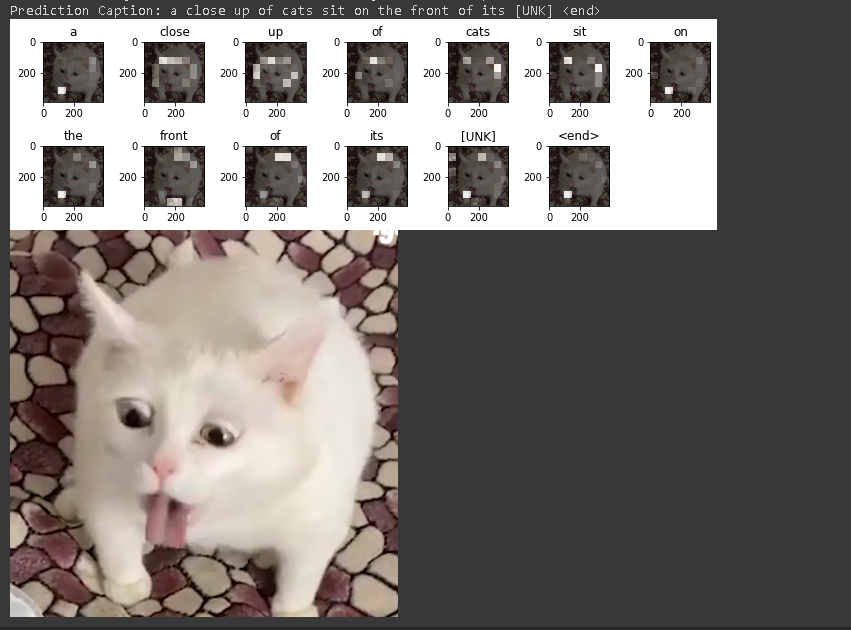 Prediction Caption: a close up of cats sit on the front of its [UNK] <end>
a close up of cats sit on
0 0 0 0 0 0 0
200 200 200 200 200 200 200
0 200 0 200 0 200 0 200 0 200 0 200 0 200
the front of its [UNK] <end>
0 0 0 0 0 0
200 200 200 200 200 200
0 200 0 200 0 200 0 200 0 200 0 200